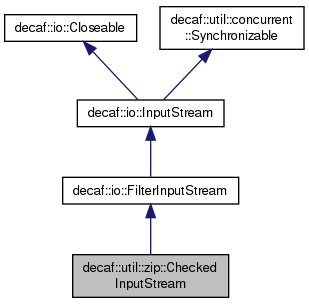 decaf::io::Closeable
decaf::util::concurrent
::Synchronizable
decaf::io::InputStream
decaf::io::FilterInputStream
decaf::util::zip::Checked
InputStream